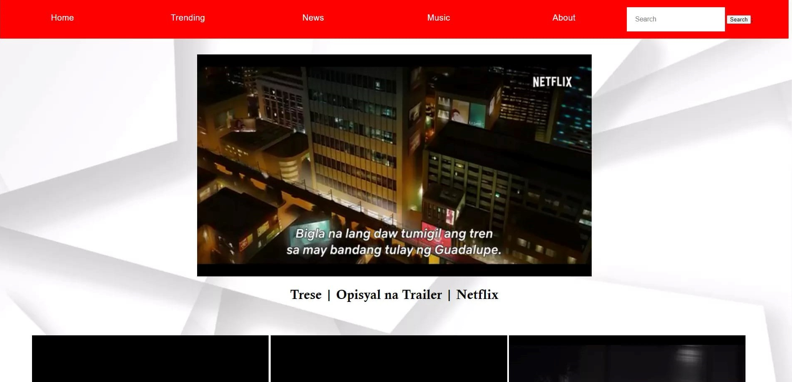 Home
Trending
News
Music
About
Search
Search
NETFLIX
Bigla na lang daw tumigil ang tren
sa may bandang tulay ng Guadalupe.
Trese | Opisyal na Trailer | Netflix